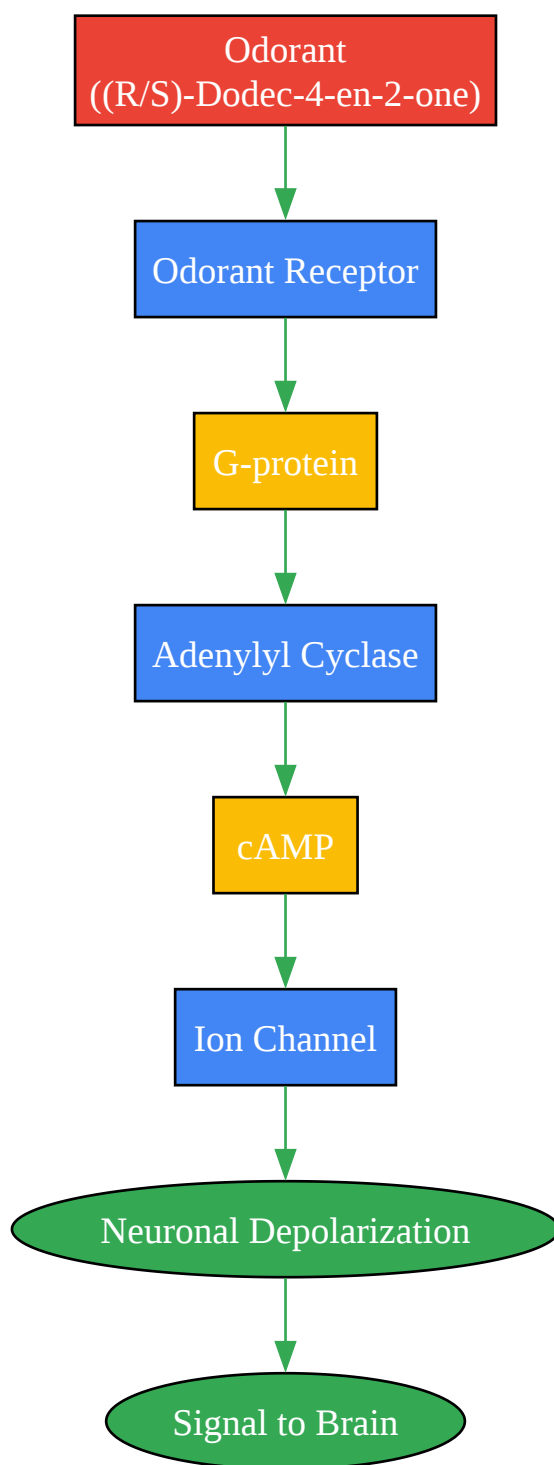 Odorant
((R/S)-Dodec-4-en-2-one)
Odorant Receptor
G-protein
Adenylyl Cyclase
cAMP
Ion Channel
Neuronal Depolarization
Signal to Brain